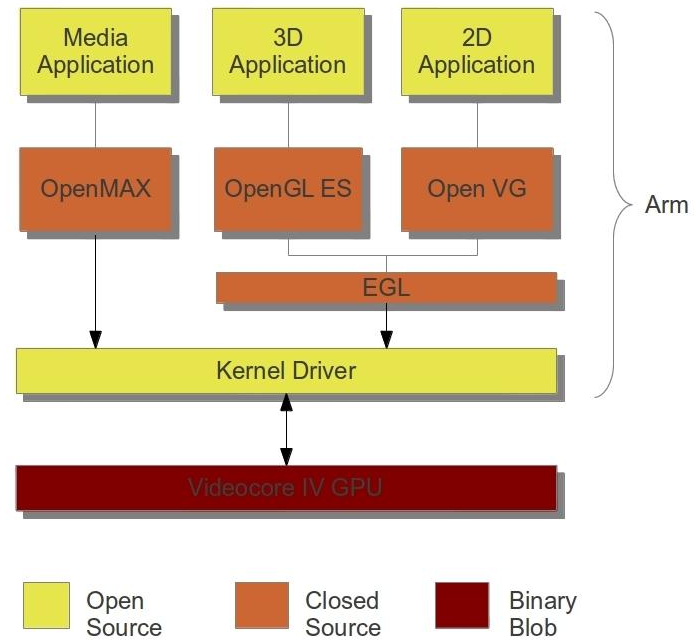 Media
Application
3D
Application
2D
Application
OpenMAX
OpenGL ES
Open VG
Arm
EGL
Kernel Driver
Videocore IV GPU
Open
Source
Closed
Source
Binary
Blob